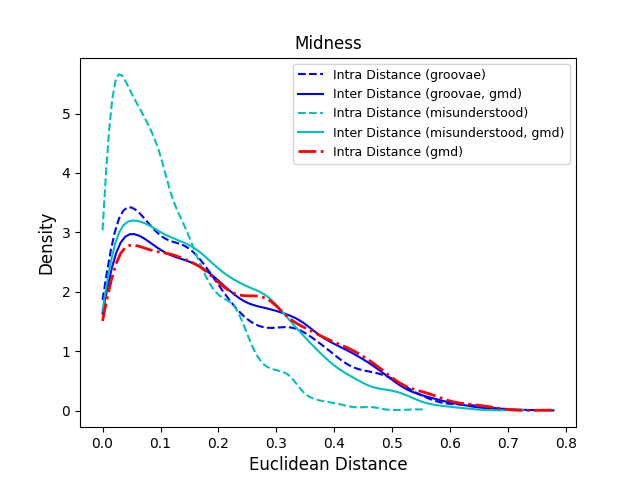 Midness
Intra Distance (groovae)
Inter Distance (groovae, gmd)
Intra Distance (misunderstood)
Inter Distance (misunderstood, gmd)
Intra Distance (gmd)
Density
5
4
3
2
1
0
0.0 0.1 0.2 0.3 0.4 0.5 0.6 0.7 0.8
Euclidean Distance